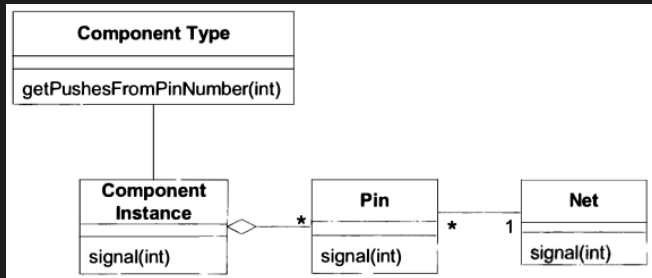 Component Type
getPushesFromPinNumber(int)
Component
Instance
signal(int)
*
Pin
signal(int)
*
1
Net
signal(int)